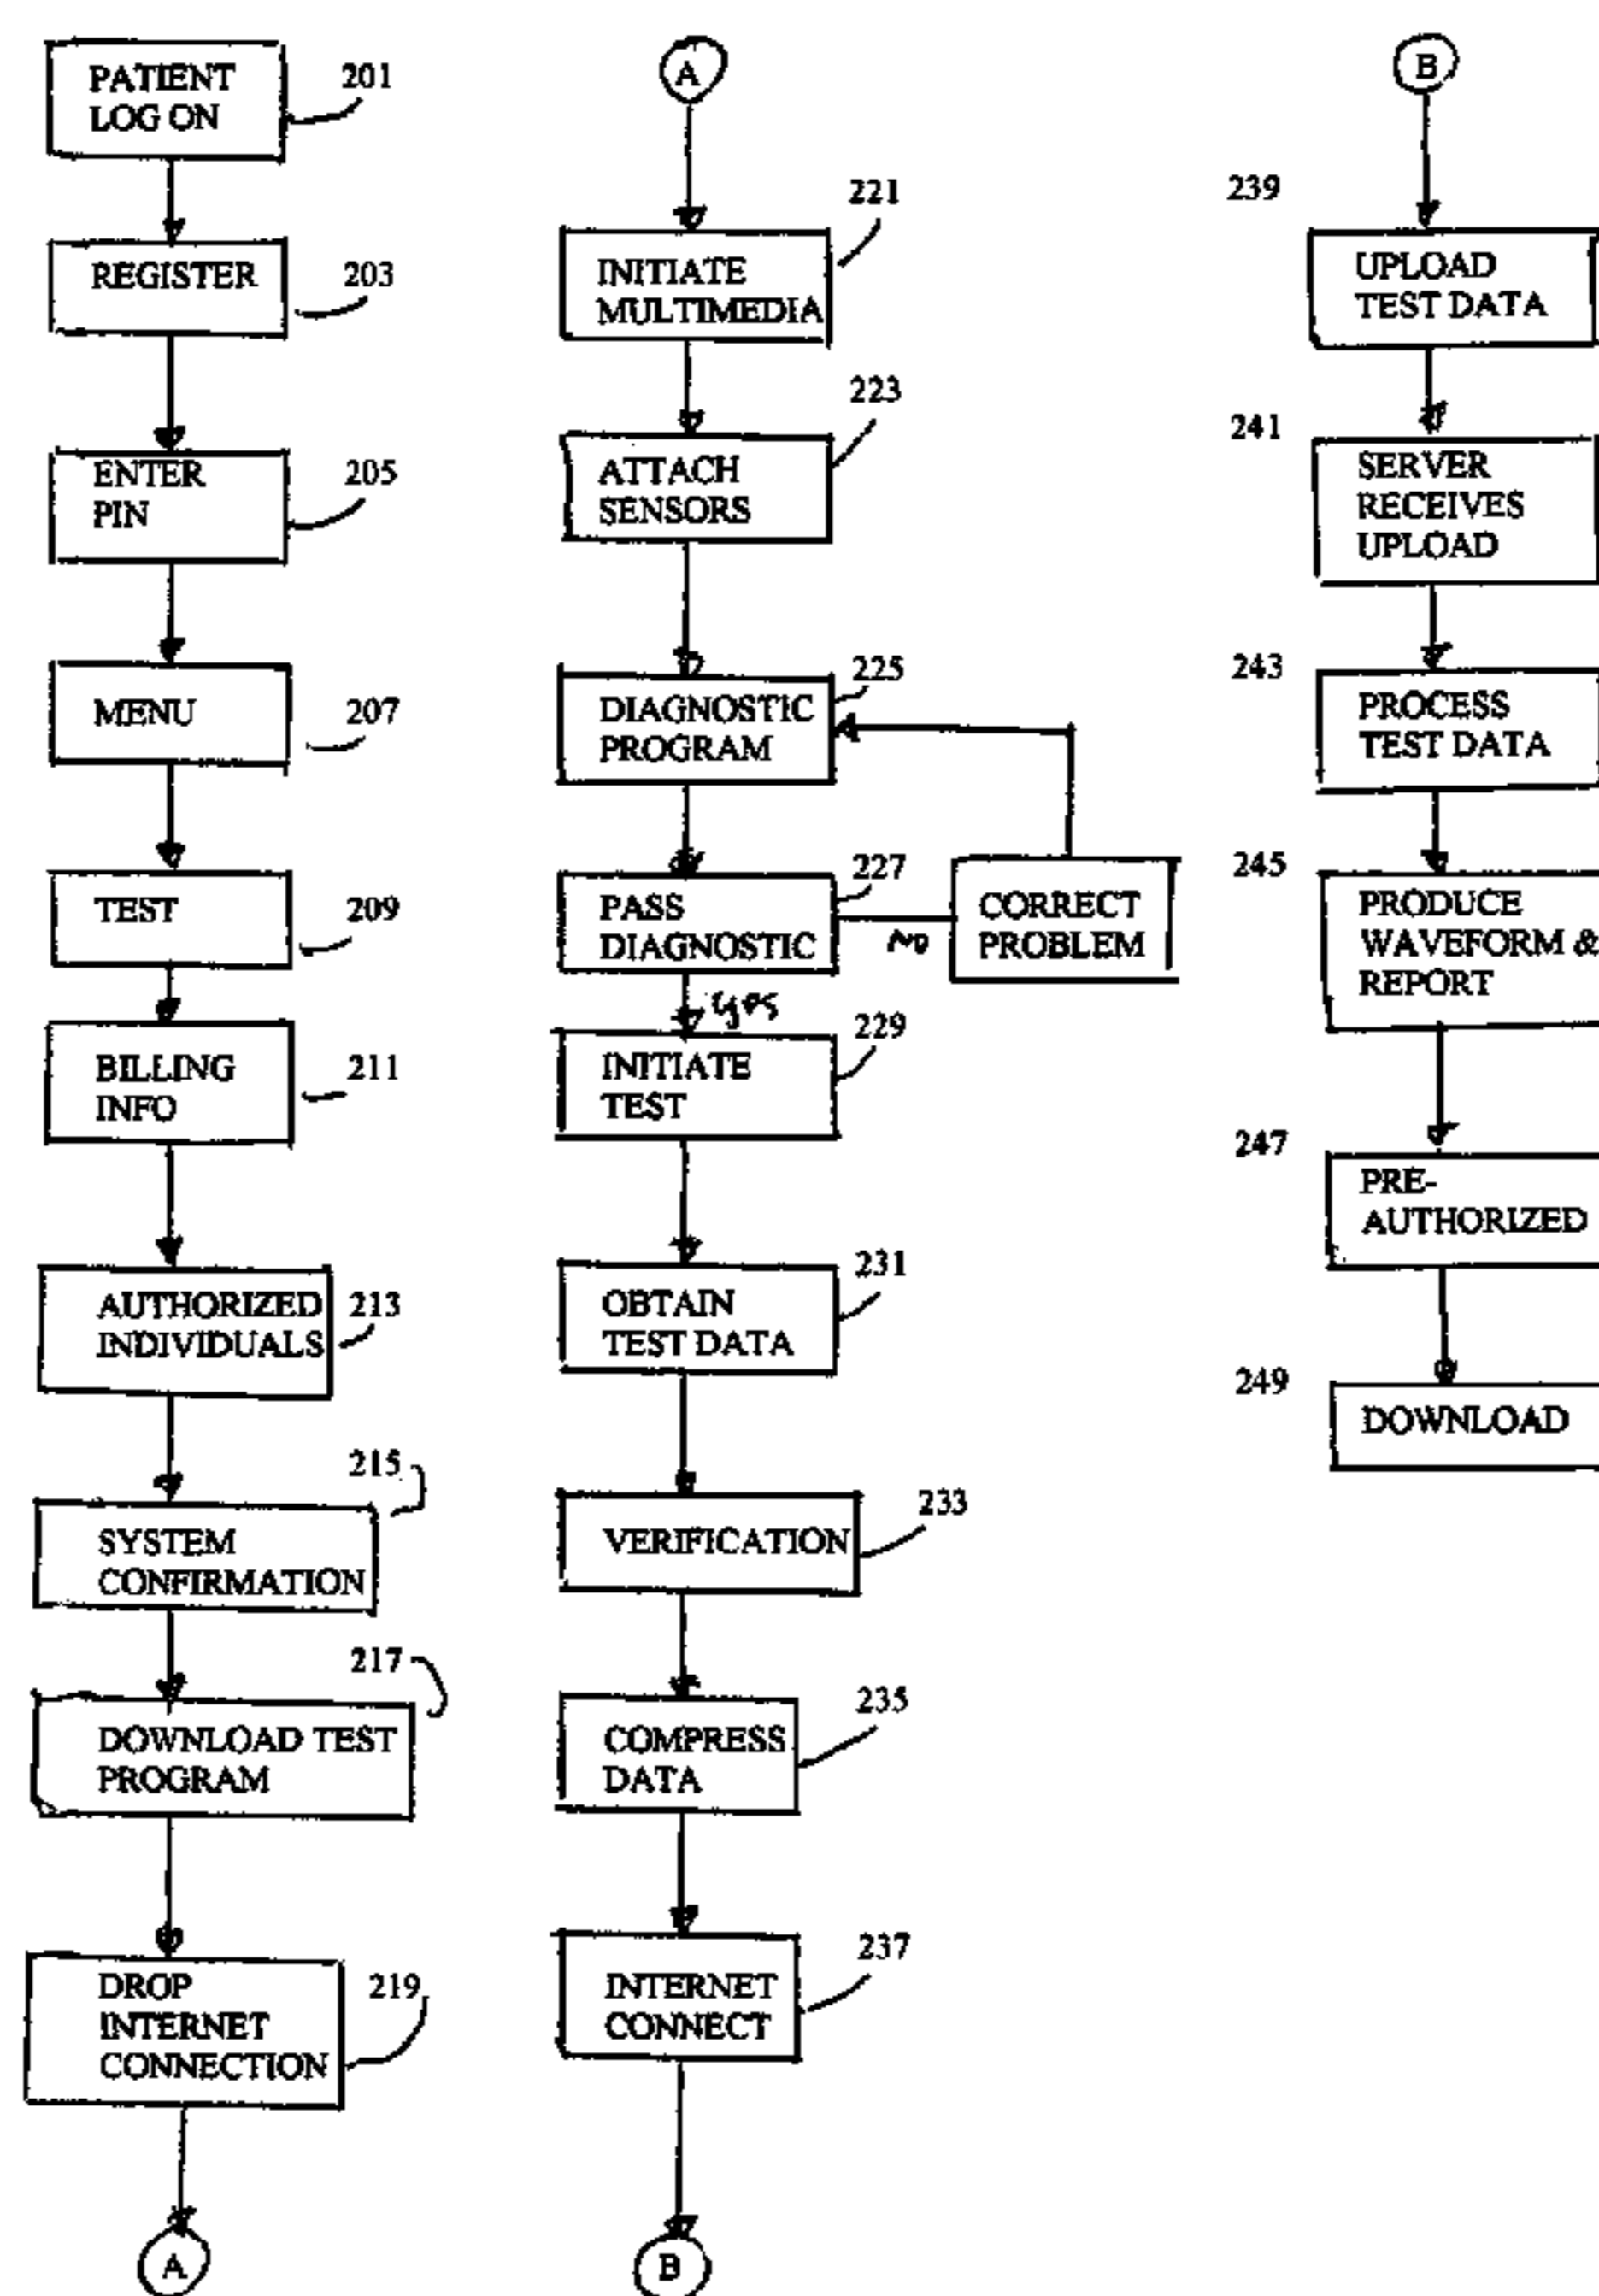 PATIENT
LOG ON
201
REGISTER
203
ENTER
PIN
205
MENU
207
TEST
209
BILLING
INFO
211
AUTHORIZED
INDIVIDUALS
213
215
SYSTEM
CONFIRMATION
217
DOWNLOAD TEST
PROGRAM
DROP
INTERNET
CONNECTION
219
A
A
221
INITIATE
MULTIMEDIA
223
ATTACH
SENSORS
225
DIAGNOSTIC
PROGRAM
227
PASS
DIAGNOSTIC
NO
CORRECT
PROBLEM
yes
229
INITIATE
TEST
231
OBTAIN
TEST DATA
233
VERIFICATION
235
COMPRESS
DATA
237
INTERNET
CONNECT
B
B
239
UPLOAD
TEST DATA
241
SERVER
RECEIVES
UPLOAD
243
PROCESS
TEST DATA
245
PRODUCE
WAVEFORM &
REPORT
247
PRE-
AUTHORIZED
249
DOWNLOAD